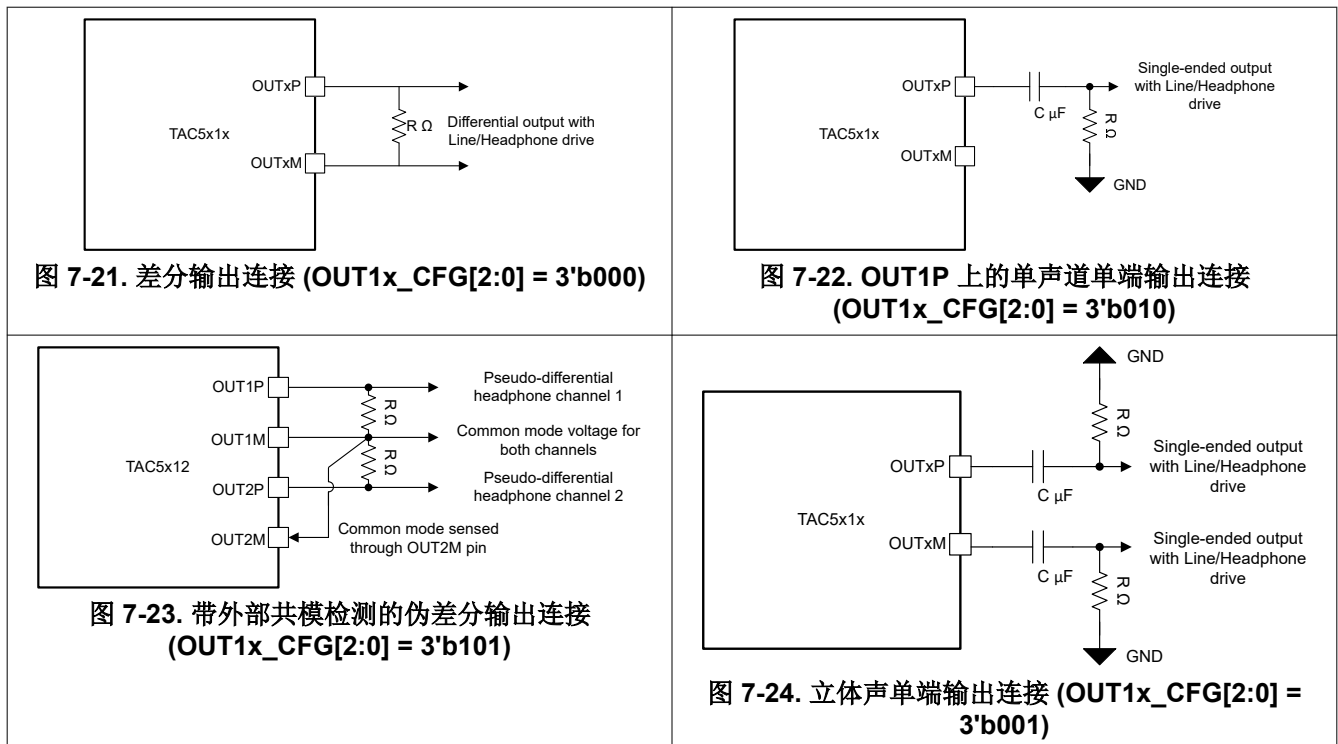 OUTxP
TAC5x1x
R Ω
Differential output with
Line/Headphone drive
OUTxM
图 7-21. 差分输出连接 (OUT1x_CFG[2:0] = 3'b000)
OUTxP
C µF
Single-ended output
with Line/Headphone
drive
R Ω
TAC5x1x
OUTxM
GND
图 7-22. OUT1P 上的单声道单端输出连接
(OUT1x_CFG[2:0] = 3'b010)
OUT1P
Pseudo-differential
headphone channel 1
R Ω
OUT1M
Common mode voltage for
both channels
TAC5x12
R Ω
OUT2P
Pseudo-differential
headphone channel 2
OUT2M
Common mode sensed
through OUT2M pin
图 7-23. 带外部共模检测的伪差分输出连接
(OUT1x_CFG[2:0] = 3'b101)
GND
R Ω
OUTxP
C µF
Single-ended output
with Line/Headphone
drive
TAC5x1x
OUTxM
C µF
Single-ended output
with Line/Headphone
drive
R Ω
GND
图 7-24. 立体声单端输出连接 (OUT1x_CFG[2:0] =
3'b001)